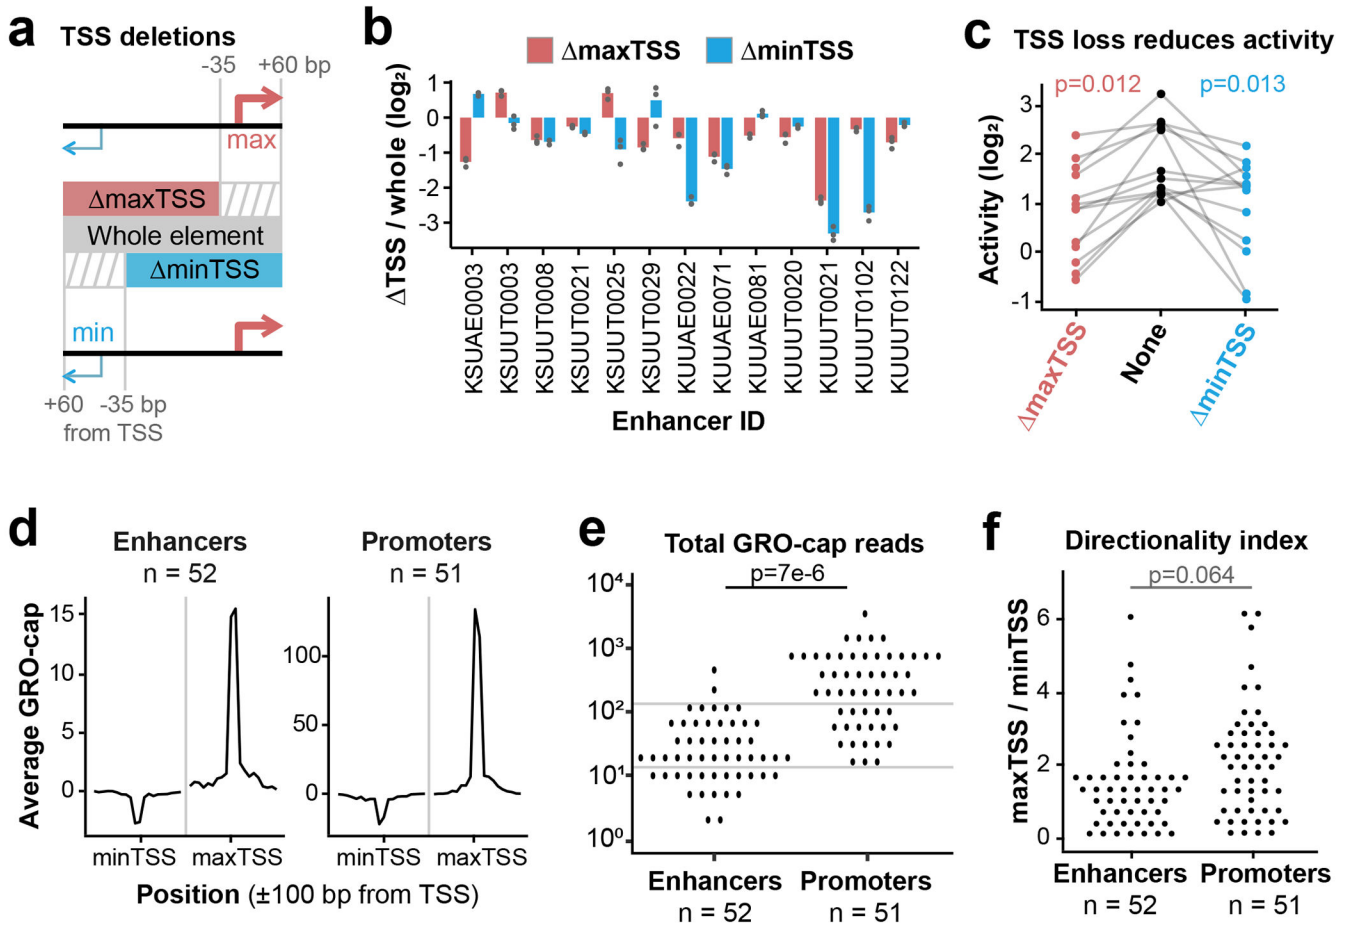 a TSS deletions
-35 +60 bp
max
ΔmaxTSS
Whole element
ΔminTSS
min
+60 -35 bp
from TSS
b
ΔmaxTSS ΔminTSS
ΔTSS / whole (log₂)
1
0
-1
-2
-3
KSUAE0003
KSUUT0003
KSUUT0008
KSUUT0021
KSUUT0025
KSUUT0029
KUUAE0022
KUUAE0071
KUUAE0081
KUUUT0020
KUUUT0021
KUUUT0102
KUUUT0122
Enhancer ID
c TSS loss reduces activity
p=0.012 p=0.013
Activity (log₂)
3
2
1
0
-1
ΔmaxTSS
None
ΔminTSS
d
Enhancers Promoters
n = 52 n = 51
Average GRO-cap
15
10
5
0
100
50
0
minTSS maxTSS minTSS maxTSS
Position (±100 bp from TSS)
e
Total GRO-cap reads
p=7e-6
10⁴
10³
10²
10¹
10⁰
Enhancers Promoters
n = 52 n = 51
f
Directionality index
p=0.064
maxTSS / minTSS
6
4
2
0
Enhancers Promoters
n = 52 n = 51